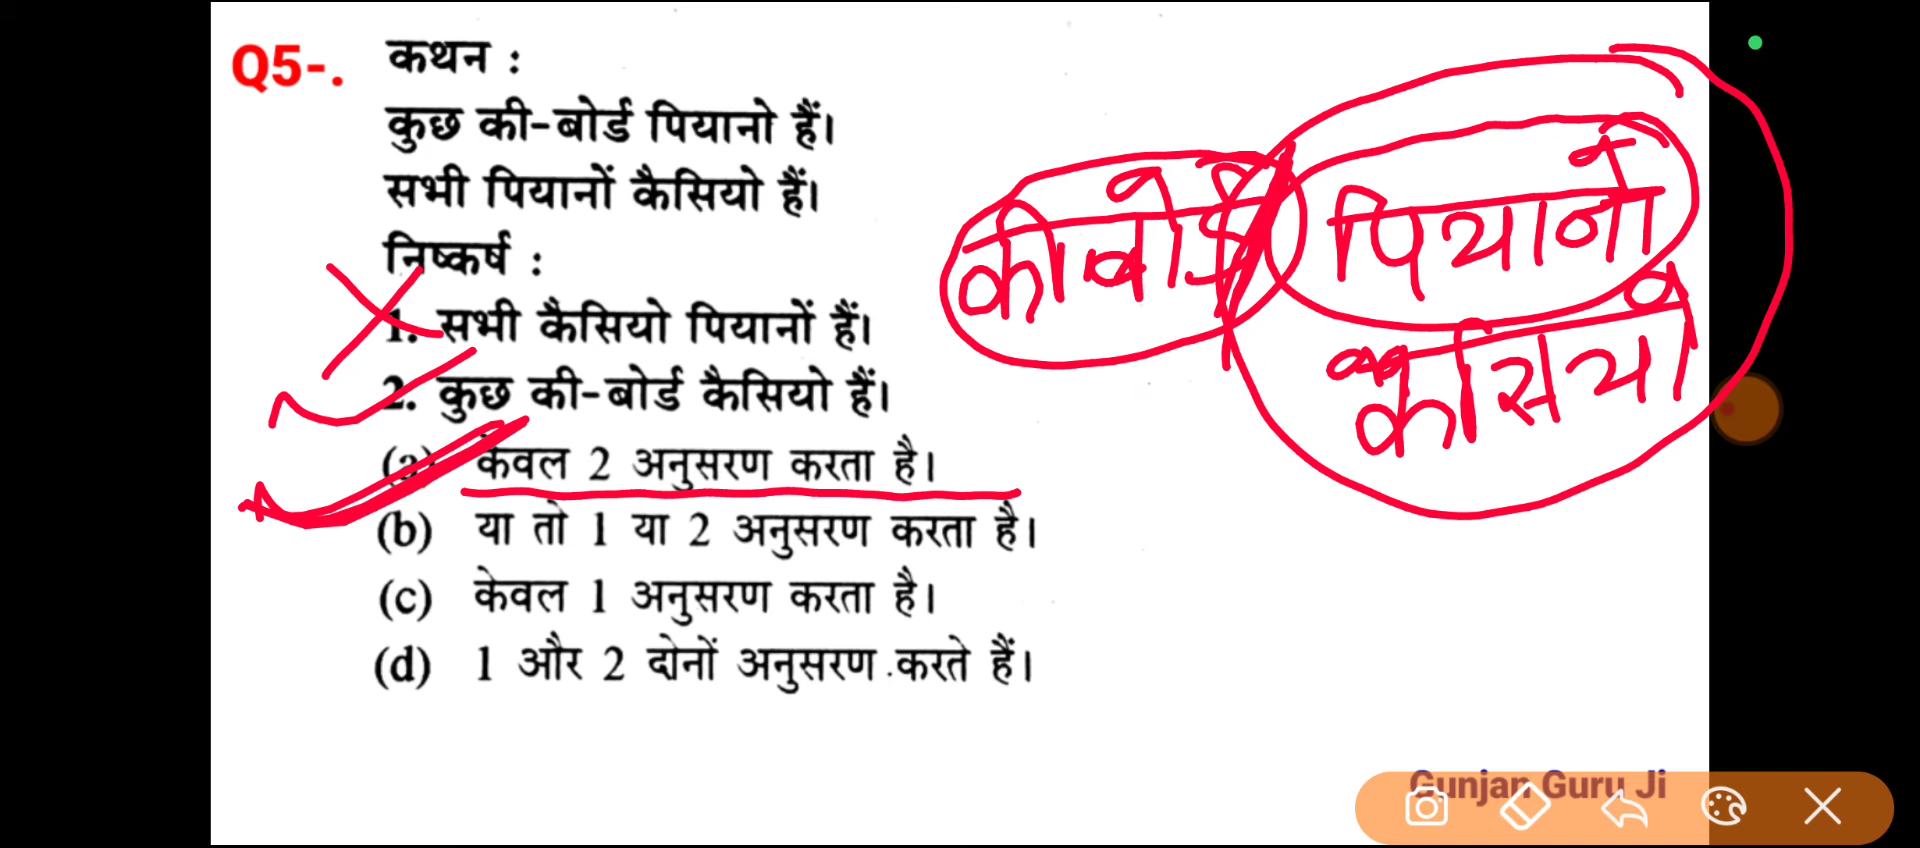 Q5-. कथन :
कुछ की-बोर्ड पियानो हैं।
सभी पियानों कैसियो हैं।
निष्कर्ष :
1. सभी कैसियो पियानों हैं।
2. कुछ की-बोर्ड कैसियो हैं।
(a) केवल 2 अनुसरण करता है।
(b) या तो 1 या 2 अनुसरण करता है।
(c) केवल 1 अनुसरण करता है।
(d) 1 और 2 दोनों अनुसरण करते हैं।
की बोर्ड
पियानो
कैसियो
Gunjan Guru Ji